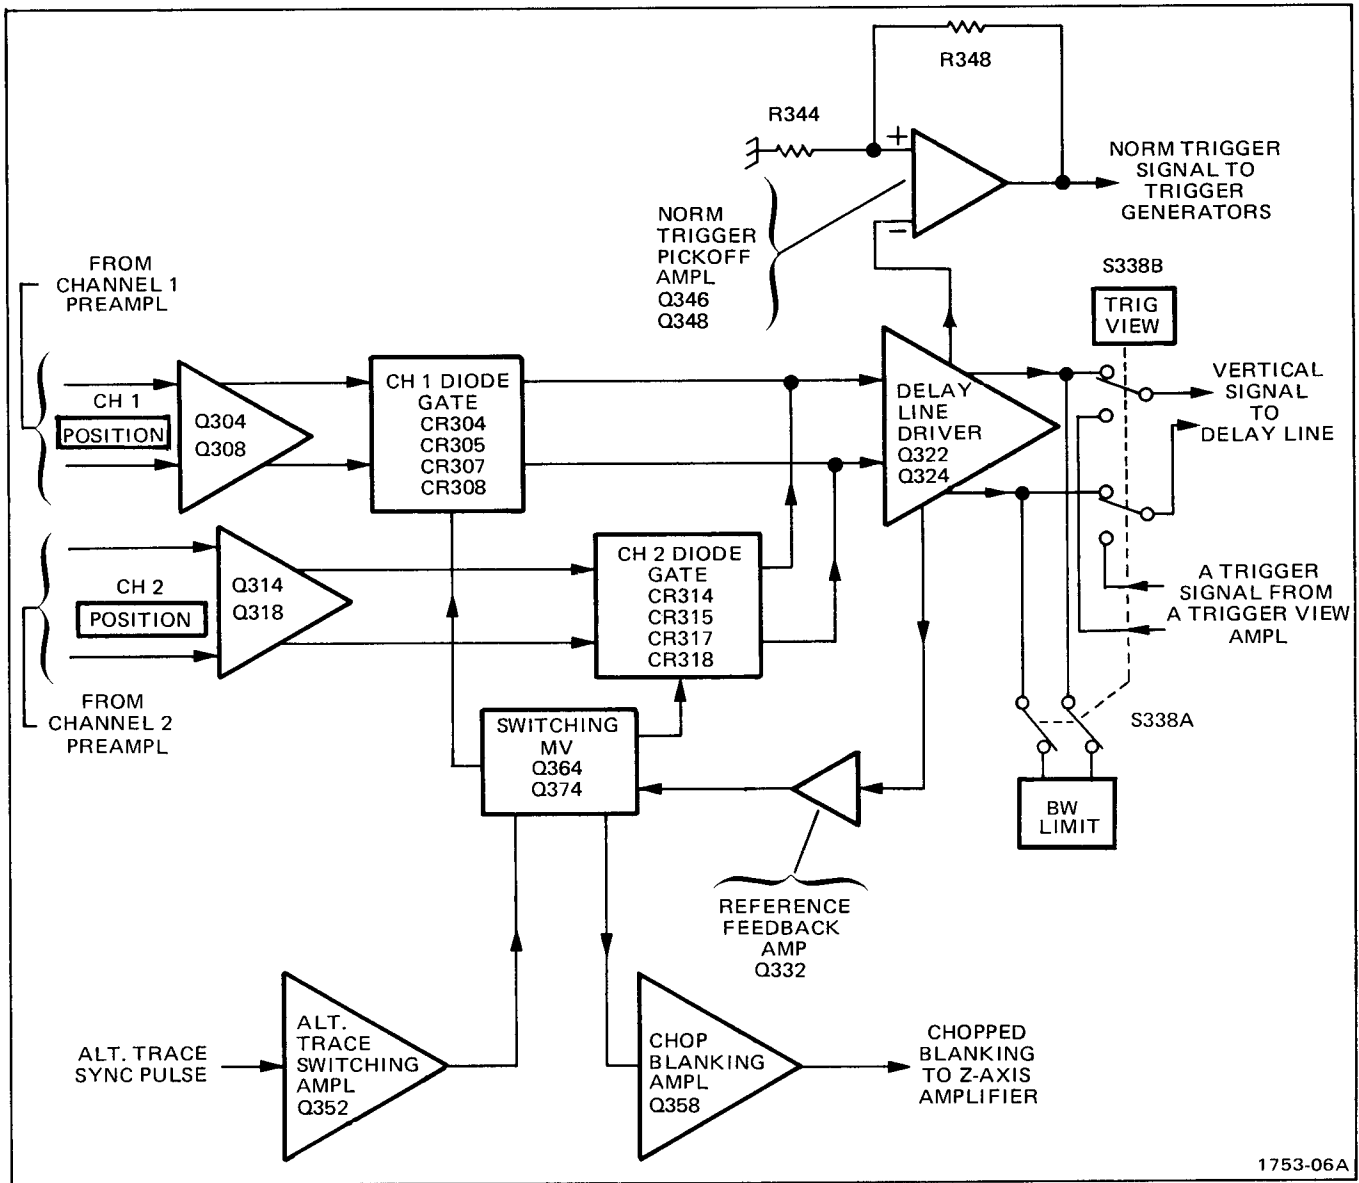 R348
R344
+
−
NORM TRIGGER
SIGNAL TO
TRIGGER
GENERATORS
NORM
TRIGGER
PICKOFF
AMPL
Q346
Q348
FROM
CHANNEL 1
PREAMPL
S338B
TRIG
VIEW
CH 1
POSITION
Q304
Q308
CH 1 DIODE
GATE
CR304
CR305
CR307
CR308
DELAY
LINE
DRIVER
Q322
Q324
VERTICAL
SIGNAL
TO
DELAY LINE
CH 2
POSITION
Q314
Q318
CH 2 DIODE
GATE
CR314
CR315
CR317
CR318
A TRIGGER
SIGNAL FROM
A TRIGGER VIEW
AMPL
FROM
CHANNEL 2
PREAMPL
SWITCHING
MV
Q364
Q374
S338A
BW
LIMIT
REFERENCE
FEEDBACK
AMP
Q332
ALT. TRACE
SYNC PULSE
ALT.
TRACE
SWITCHING
AMPL
Q352
CHOP
BLANKING
AMPL
Q358
CHOPPED
BLANKING
TO Z-AXIS
AMPLIFIER
1753-06A